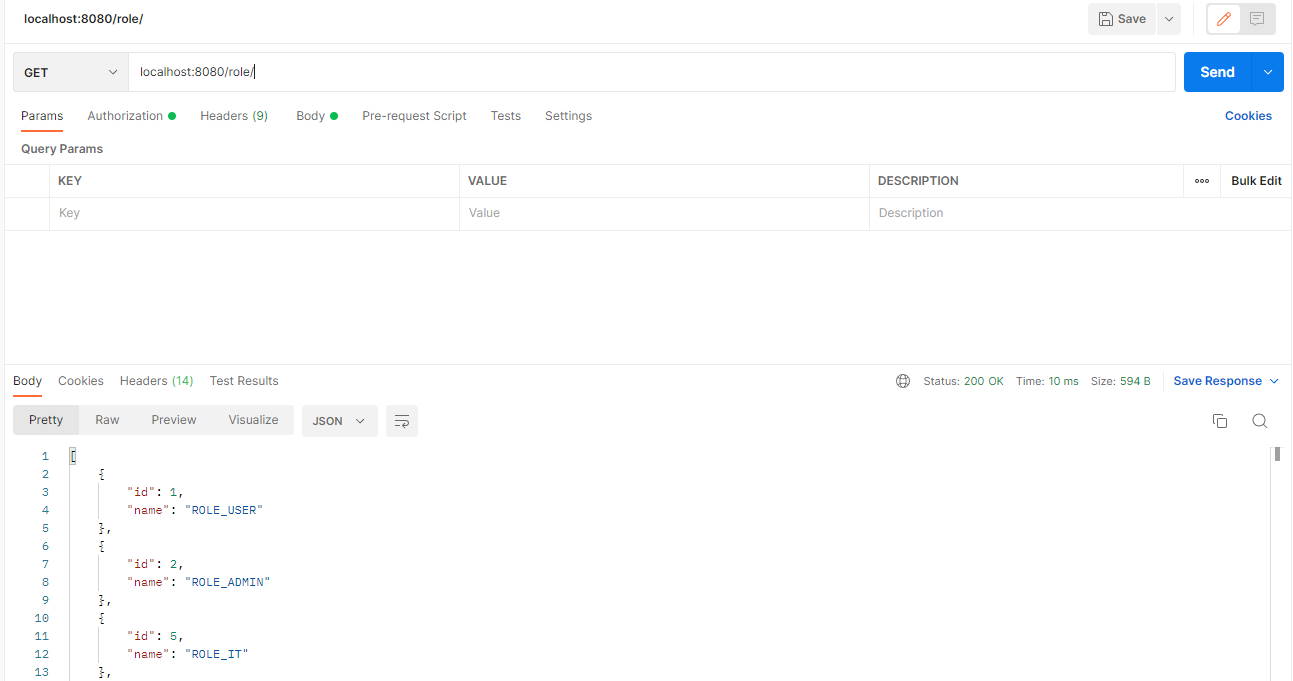 localhost:8080/role/
Save
GET
localhost:8080/role/
Send
Params Authorization Headers (9) Body Pre-request Script Tests Settings Cookies
Query Params
KEY VALUE DESCRIPTION ooo Bulk Edit
Key Value Description
Body Cookies Headers (14) Test Results Status: 200 OK Time: 10 ms Size: 594 B Save Response
Pretty Raw Preview Visualize JSON
1 [
2 {
3 "id": 1,
4 "name": "ROLE_USER"
5 },
6 {
7 "id": 2,
8 "name": "ROLE_ADMIN"
9 },
10 {
11 "id": 5,
12 "name": "ROLE_IT"
13 },